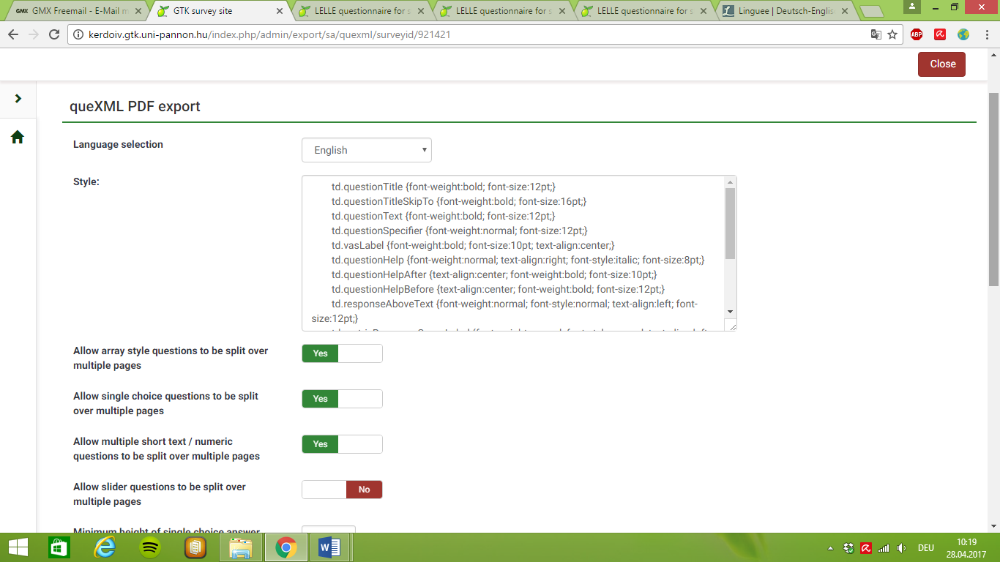 GMX Freemail - E-Mail m
GTK survey site
LELLE questionnaire for s
LELLE questionnaire for s
LELLE questionnaire for s
Linguee | Deutsch-Englis
kerdoiv.gtk.uni-pannon.hu/index.php/admin/export/sa/quexml/surveyid/921421
ABP
Close
queXML PDF export
Language selection
English
Style:
td.questionTitle {font-weight:bold; font-size:12pt;}
td.questionTitleSkipTo {font-weight:bold; font-size:16pt;}
td.questionText {font-weight:bold; font-size:12pt;}
td.questionSpecifier {font-weight:normal; font-size:12pt;}
td.vasLabel {font-weight:bold; font-size:10pt; text-align:center;}
td.questionHelp {font-weight:normal; text-align:right; font-style:italic; font-size:8pt;}
td.questionHelpAfter {text-align:center; font-weight:bold; font-size:10pt;}
td.questionHelpBefore {text-align:center; font-weight:bold; font-size:12pt;}
td.responseAboveText {font-weight:normal; font-style:normal; text-align:left; font-
size:12pt;}
Allow array style questions to be split over
multiple pages
Yes
Allow single choice questions to be split
over multiple pages
Yes
Allow multiple short text / numeric
questions to be split over multiple pages
Yes
Allow slider questions to be split over
multiple pages
No
Minimum height of single choice answer
DEU
10:19
28.04.2017